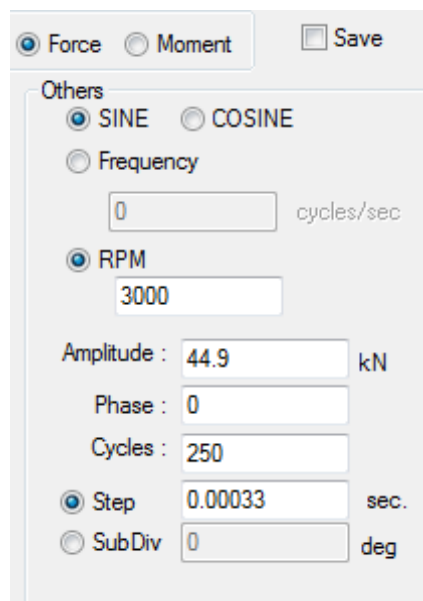 Force Moment Save
Others
SINE COSINE
Frequency
0 cycles/sec
RPM
3000
Amplitude : 44.9 kN
Phase : 0
Cycles : 250
Step 0.00033 sec.
SubDiv 0 deg